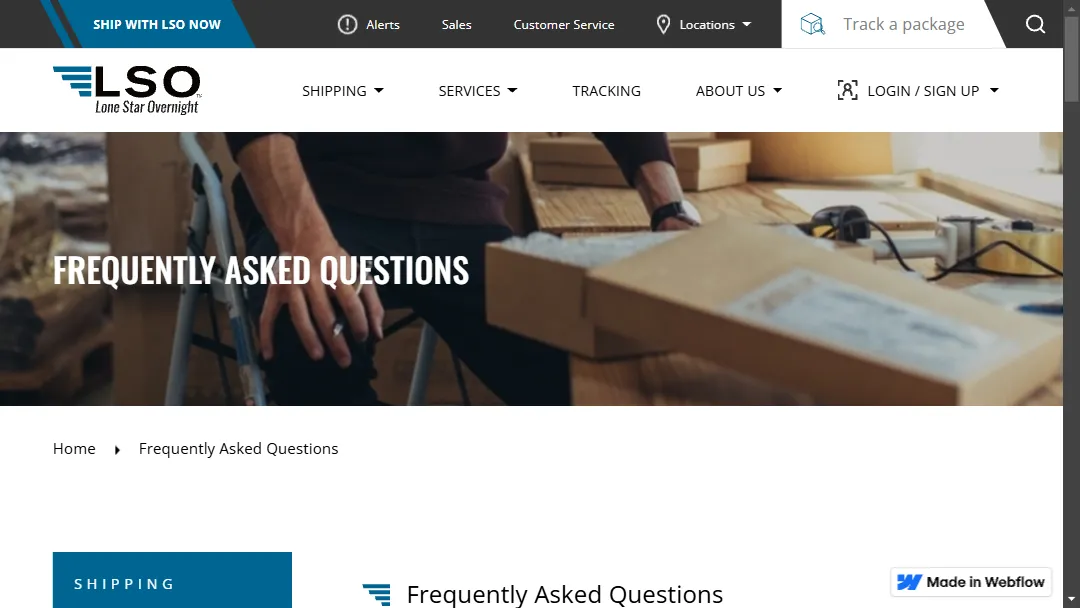 SHIP WITH LSO NOW
Alerts
Sales
Customer Service
Locations
Track a package
LSO
Lone Star Overnight
SHIPPING
SERVICES
TRACKING
ABOUT US
LOGIN / SIGN UP
FREQUENTLY ASKED QUESTIONS
Home
Frequently Asked Questions
SHIPPING
Frequently Asked Questions
Made in Webflow